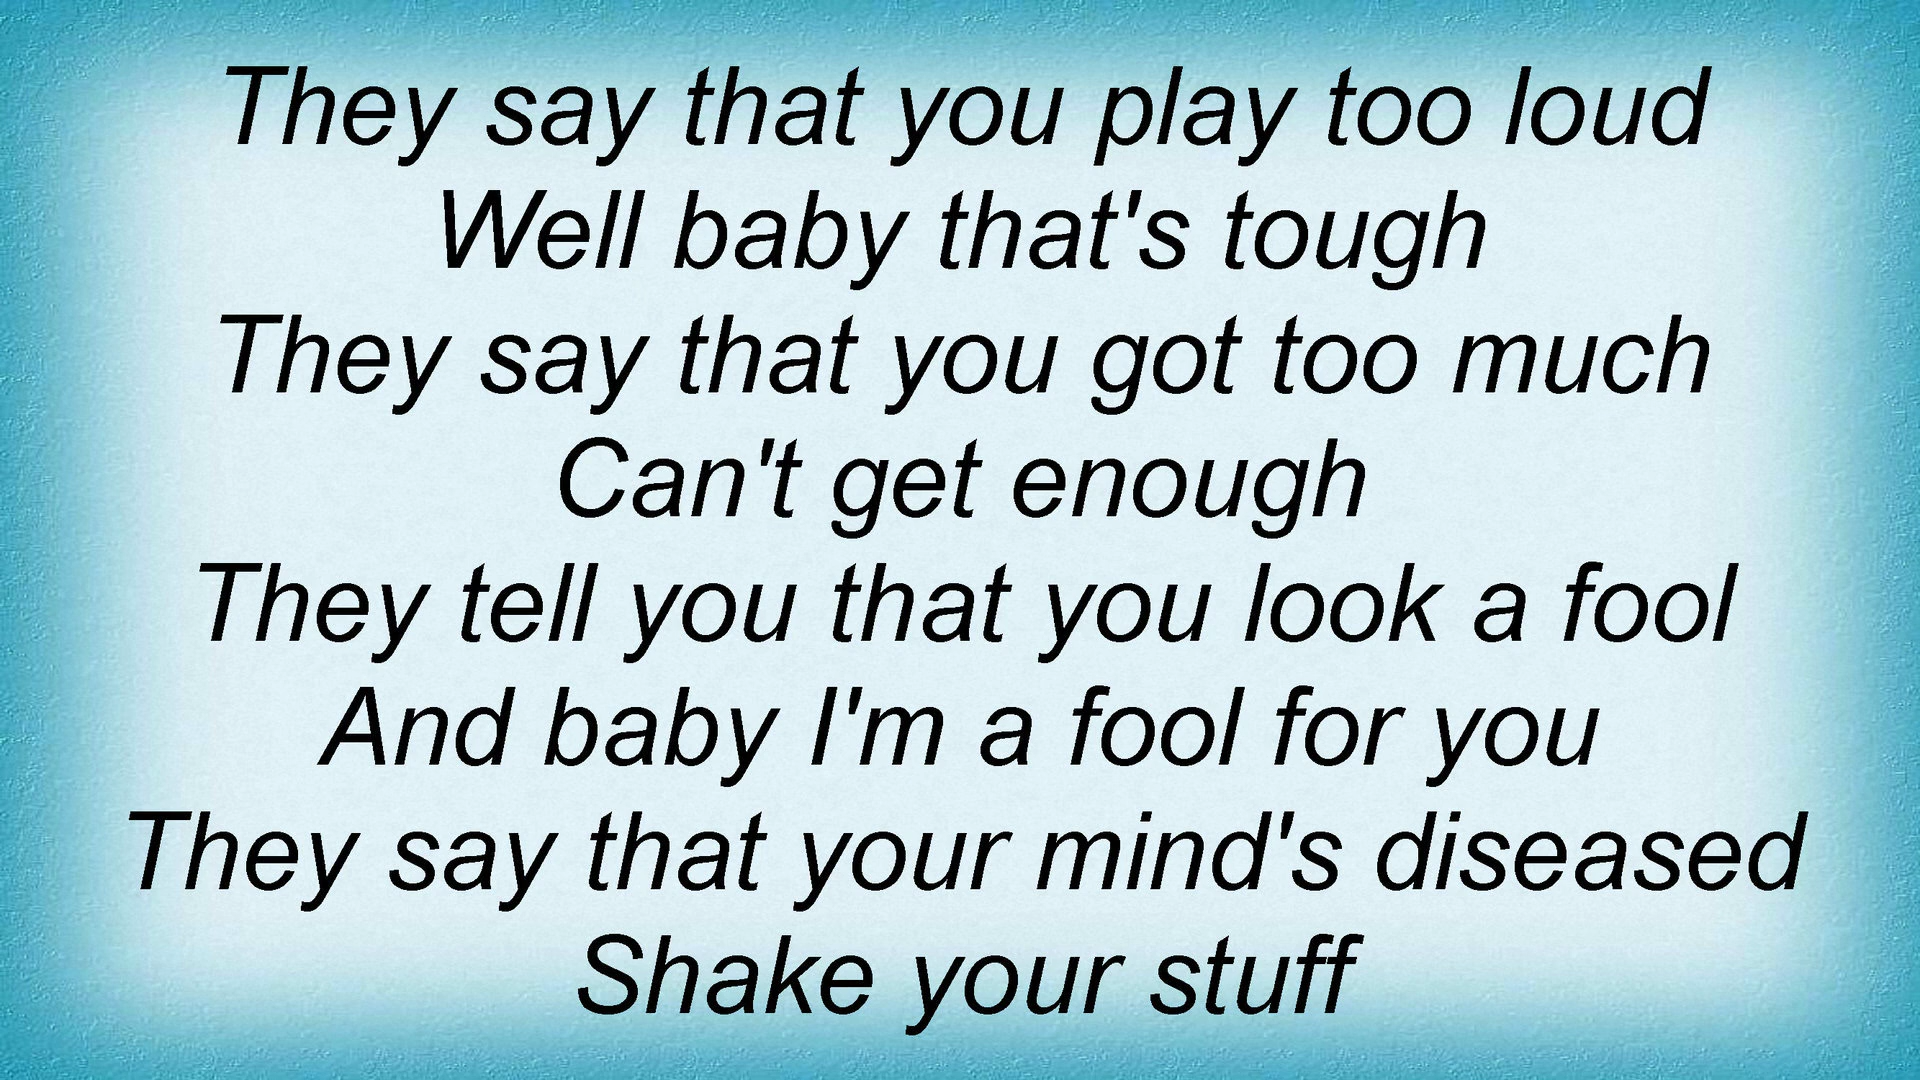 They say that you play too loud
Well baby that's tough
They say that you got too much
Can't get enough
They tell you that you look a fool
And baby I'm a fool for you
They say that your mind's diseased
Shake your stuff